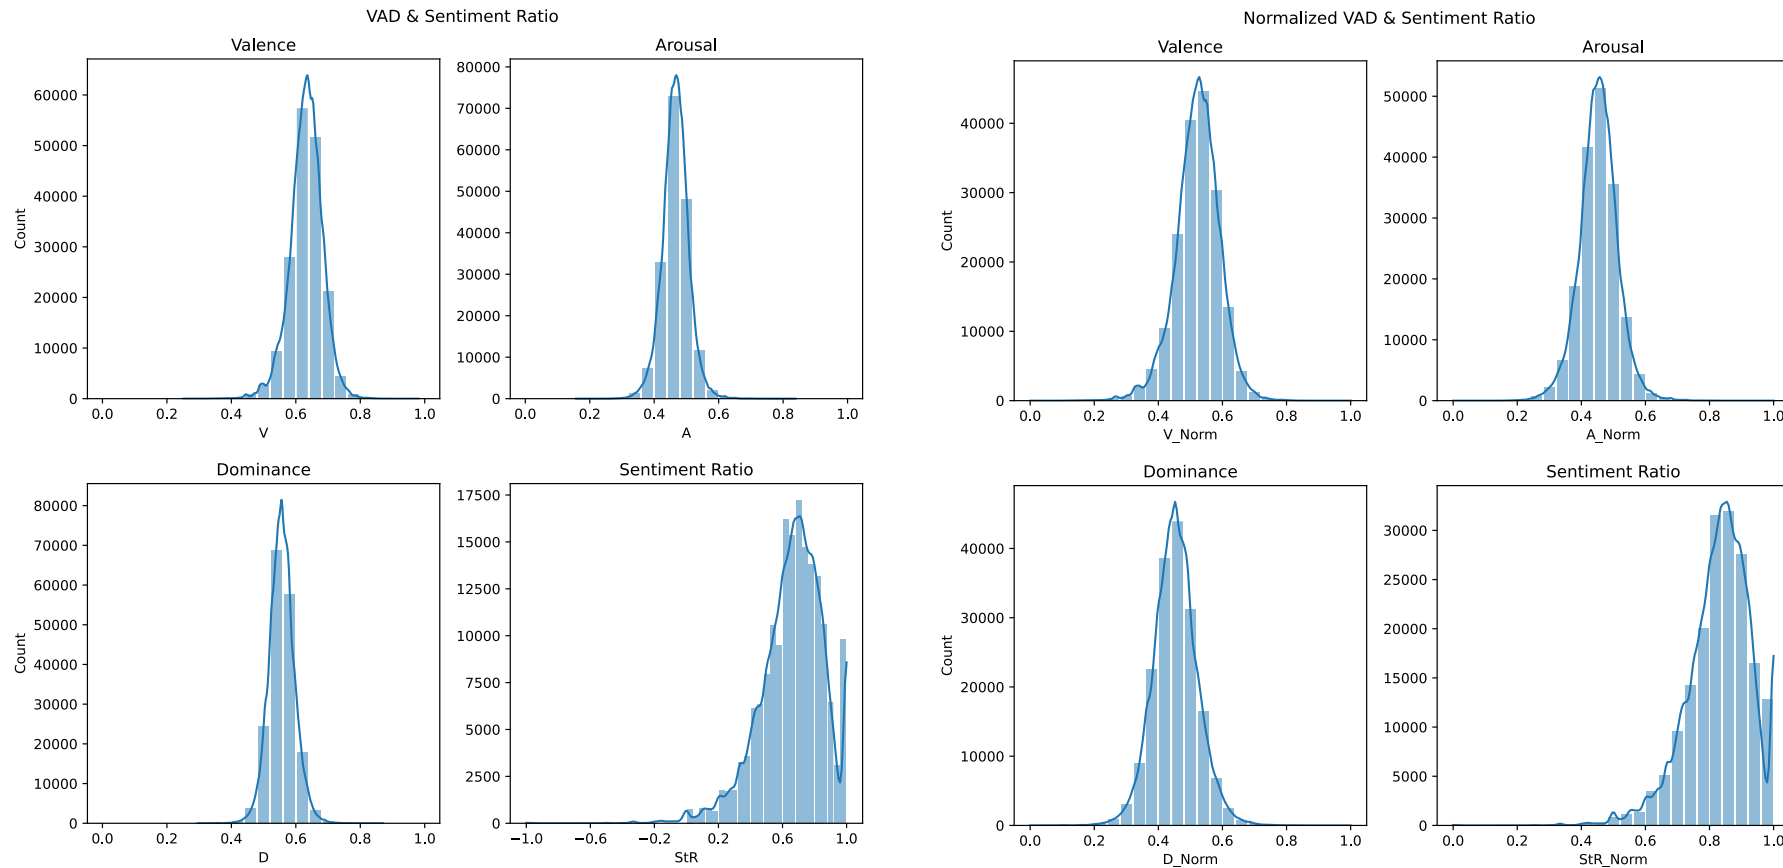 VAD & Sentiment Ratio
Valence
Count
60000
50000
40000
30000
20000
10000
0
0.0 0.2 0.4 0.6 0.8 1.0
V
Arousal
80000
70000
60000
50000
40000
30000
20000
10000
0
0.0 0.2 0.4 0.6 0.8 1.0
A
Dominance
Count
80000
70000
60000
50000
40000
30000
20000
10000
0
0.0 0.2 0.4 0.6 0.8 1.0
D
Sentiment Ratio
17500
15000
12500
10000
7500
5000
2500
0
−1.0 −0.6 −0.2 0.2 0.6 1.0
StR
Normalized VAD & Sentiment Ratio
Valence
Count
40000
30000
20000
10000
0
0.0 0.2 0.4 0.6 0.8 1.0
V_Norm
Arousal
50000
40000
30000
20000
10000
0
0.0 0.2 0.4 0.6 0.8 1.0
A_Norm
Dominance
Count
40000
30000
20000
10000
0
0.0 0.2 0.4 0.6 0.8 1.0
D_Norm
Sentiment Ratio
30000
25000
20000
15000
10000
5000
0
0.0 0.2 0.4 0.6 0.8 1.0
StR_Norm